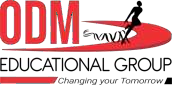 ODM
EDUCATIONAL GROUP
Changing your Tomorrow